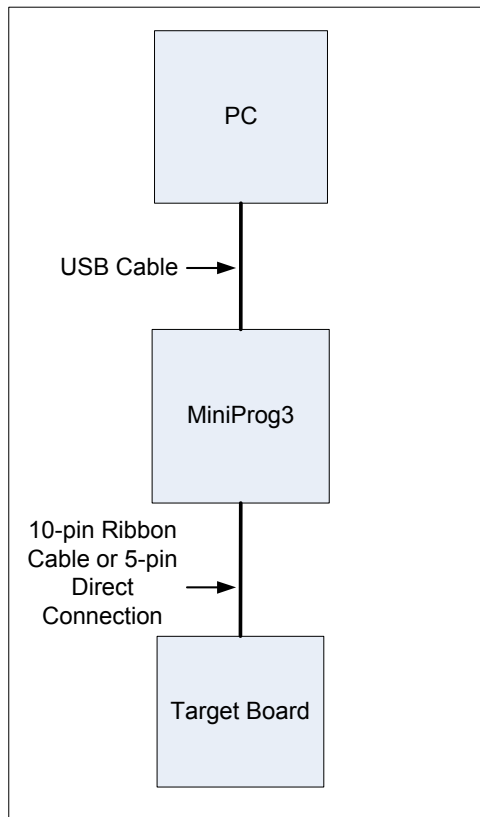 PC
USB Cable
MiniProg3
10-pin Ribbon
Cable or 5-pin
Direct
Connection
Target Board